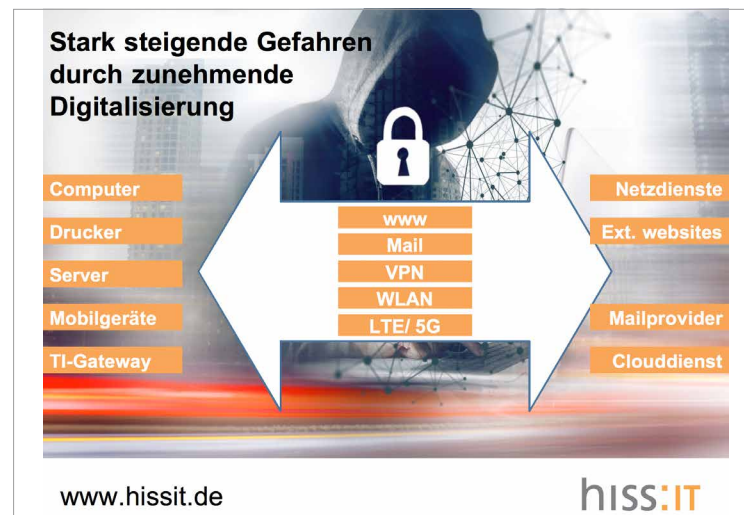 Stark steigende Gefahren
durch zunehmende
Digitalisierung
Computer
Drucker
Server
Mobilgeräte
TI-Gateway
www
Mail
VPN
WLAN
LTE/ 5G
Netzdienste
Ext. websites
Mailprovider
Clouddienst
www.hissit.de
hiss:IT